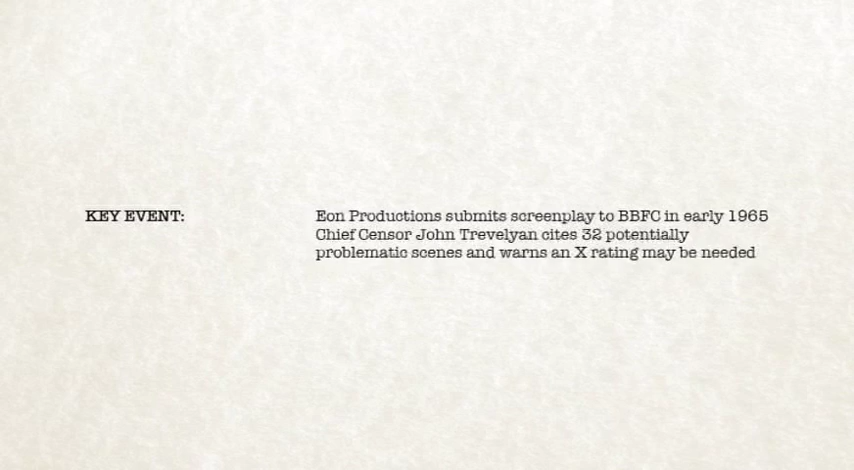 KEY EVENT:
Eon Productions submits screenplay to BBFC in early 1965
Chief Censor John Trevelyan cites 32 potentially
problematic scenes and warns an X rating may be needed